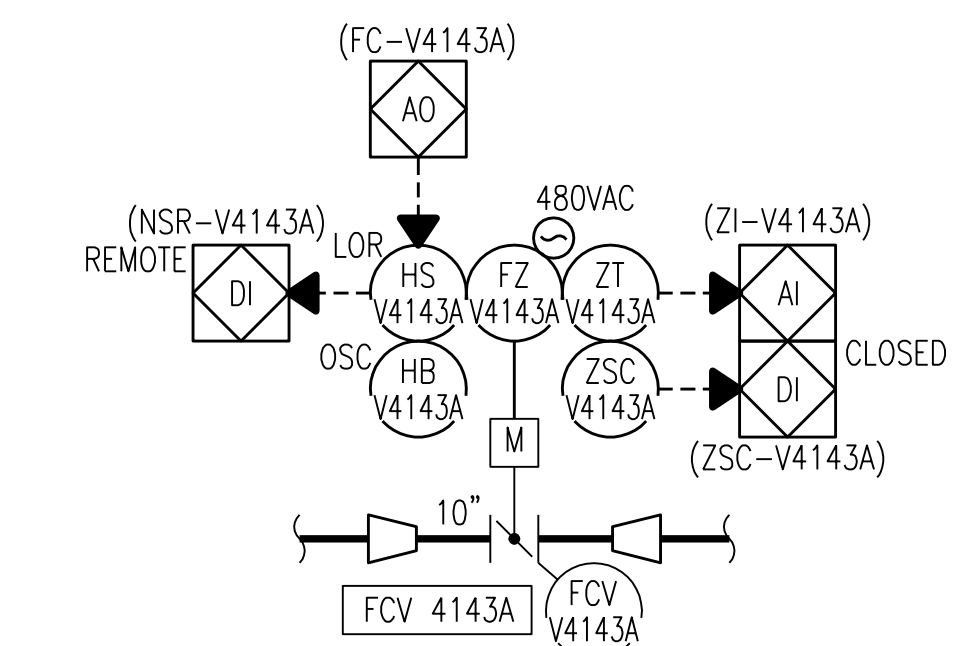 (FC-V4143A)
AO
480VAC
(NSR-V4143A)
(ZI-V4143A)
REMOTE
LOR
DI
HS
V4143A
FZ
V4143A
ZT
V4143A
AI
OSC
HB
V4143A
ZSC
V4143A
DI
CLOSED
M
(ZSC-V4143A)
10”
FCV 4143A
FCV
V4143A